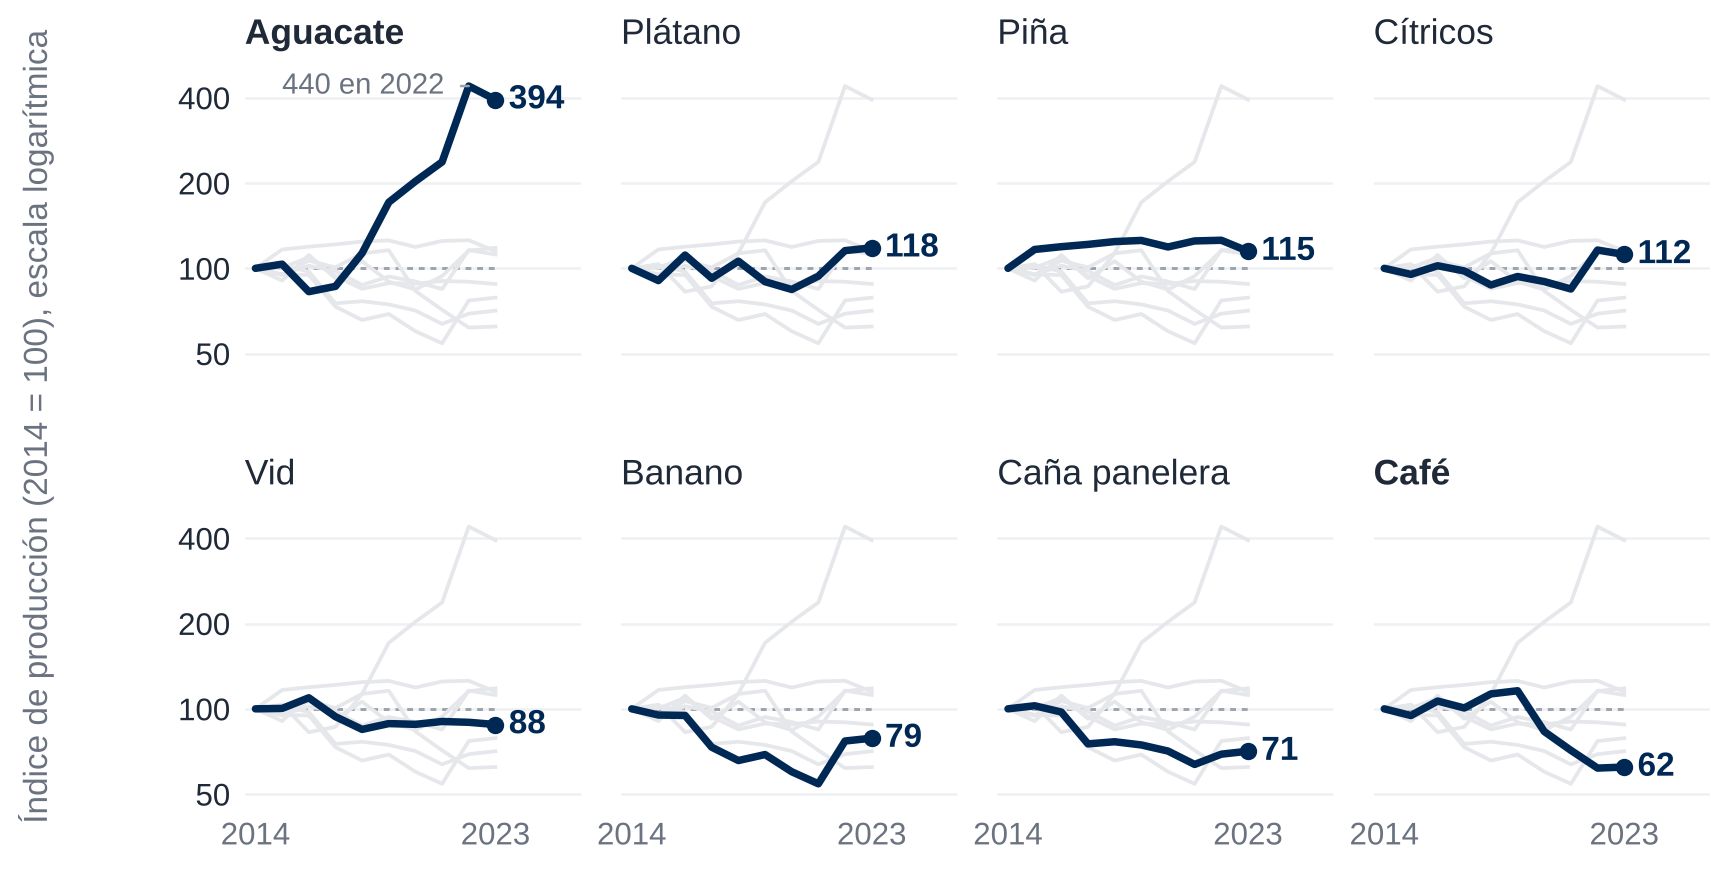 Índice de producción (2014 = 100), escala logarítmica
Aguacate
Plátano
Piña
Cítricos
440 en 2022
400
200
100
50
394
118
115
112
Vid
Banano
Caña panelera
Café
400
200
100
50
88
79
71
62
2014
2023
2014
2023
2014
2023
2014
2023